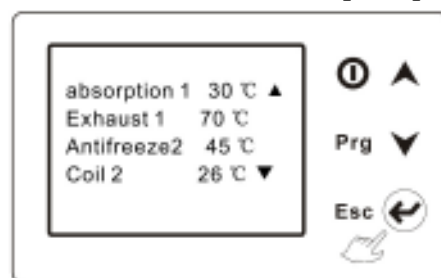 absorption 1 30 ℃ ▲
Exhaust 1 70 ℃
Antifreeze2 45 ℃
Coil 2 26 ℃ ▼
Prg
Esc